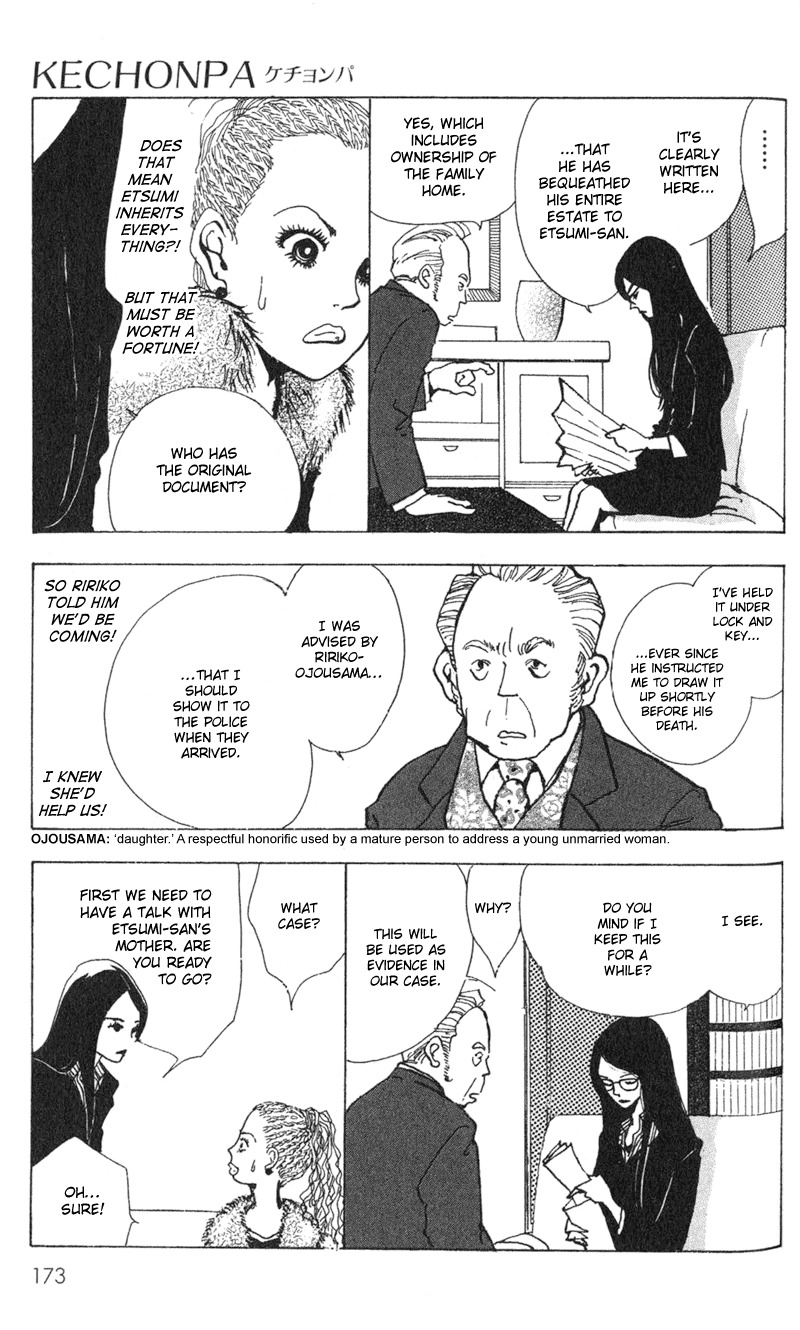 KECHONPA ケチョンパ
IT'S
CLEARLY
WRITTEN
HERE...
...THAT
HE HAS
BEQUEATHED
HIS ENTIRE
ESTATE TO
ETSUMI-SAN.
YES, WHICH
INCLUDES
OWNERSHIP OF
THE FAMILY
HOME.
DOES
THAT
MEAN
ETSUMI
INHERITS
EVERY-
THING?!
BUT THAT
MUST BE
WORTH A
FORTUNE!
WHO HAS
THE ORIGINAL
DOCUMENT?
I'VE HELD
IT UNDER
LOCK AND
KEY...
...EVER SINCE
HE INSTRUCTED
ME TO DRAW IT
UP SHORTLY
BEFORE HIS
DEATH.
I WAS
ADVISED BY
RIRIKO-
OJOUSAMA...
...THAT I
SHOULD
SHOW IT TO
THE POLICE
WHEN THEY
ARRIVED.
SO RIRIKO
TOLD HIM
WE'D BE
COMING!
I KNEW
SHE'D
HELP US!
OJOUSAMA: 'daughter.' A respectful honorific used by a mature person to address a young unmarried woman.
I SEE.
DO YOU
MIND IF I
KEEP THIS
FOR A
WHILE?
WHY?
THIS WILL
BE USED AS
EVIDENCE IN
OUR CASE.
WHAT
CASE?
FIRST WE NEED TO
HAVE A TALK WITH
ETSUMI-SAN'S
MOTHER. ARE
YOU READY
TO GO?
OH...
SURE!
173